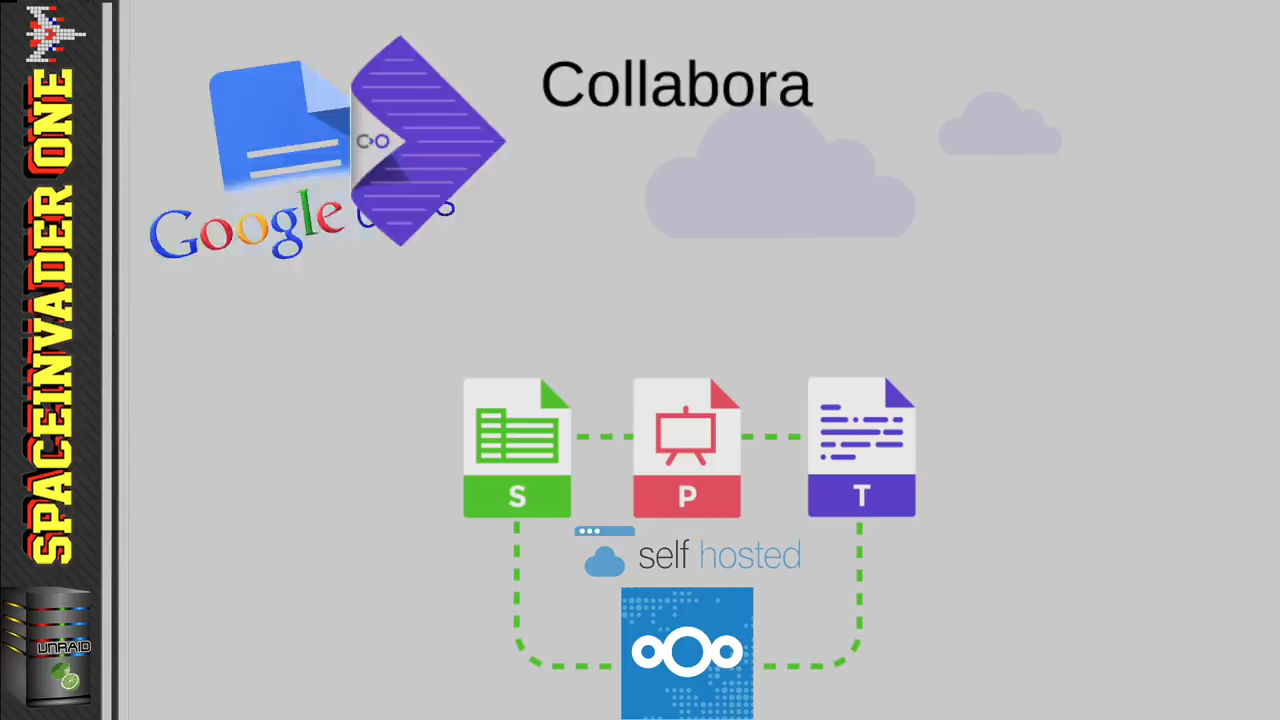 SPACEINVADER ONE
UNRAID
Collabora
Google
S
P
T
self hosted